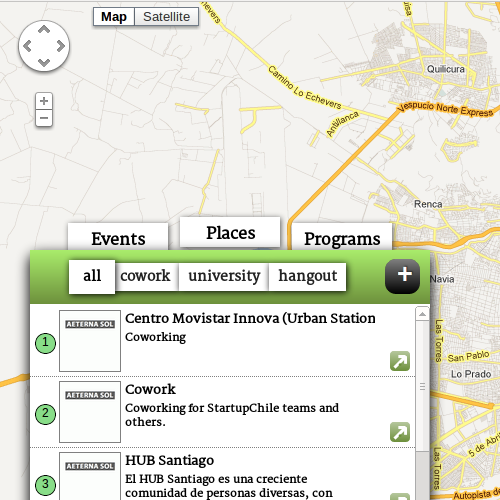 Map
Satellite
Echevers
Quilicura
Camino Lo Echevers
Antillanca
Vespucio Norte Express
Renca
Events
Places
Programs
all
cowork
university
hangout
+
Navia
Las Torres
San Pablo
Lo Prado
Las Torres
5 de Abril
Autopista de
1
AETERNA SOL
Centro Movistar Innova (Urban Station
Coworking
2
AETERNA SOL
Cowork
Coworking for StartupChile teams and
others.
3
AETERNA SOL
HUB Santiago
El HUB Santiago es una creciente
comunidad de personas diversas, con